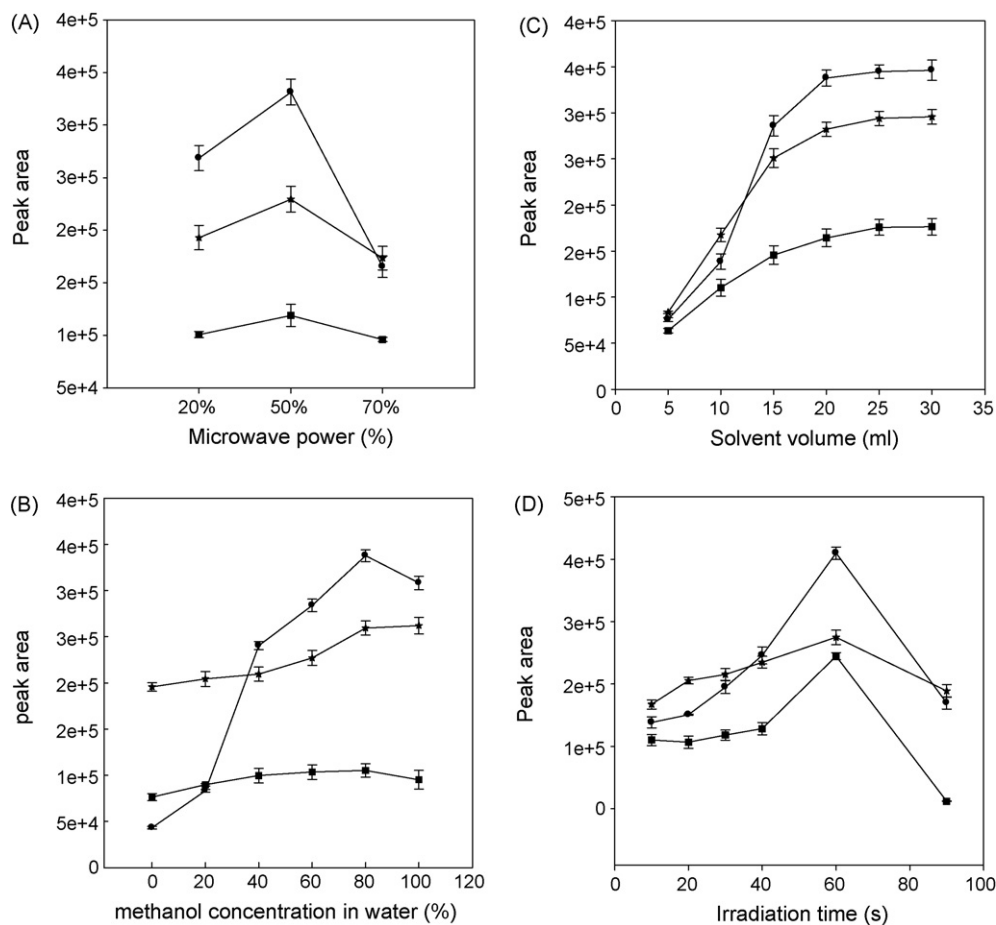 (A)
4e+5
4e+5
3e+5
3e+5
2e+5
2e+5
1e+5
5e+4
Peak area
20% 50% 70%
Microwave power (%)
(C)
4e+5
4e+5
3e+5
3e+5
2e+5
2e+5
1e+5
5e+4
0
Peak area
0 5 10 15 20 25 30 35
Solvent volume (ml)
(B)
4e+5
4e+5
3e+5
3e+5
2e+5
2e+5
1e+5
5e+4
0
peak area
0 20 40 60 80 100 120
methanol concentration in water (%)
(D)
5e+5
4e+5
3e+5
2e+5
1e+5
0
Peak area
0 20 40 60 80 100
Irradiation time (s)